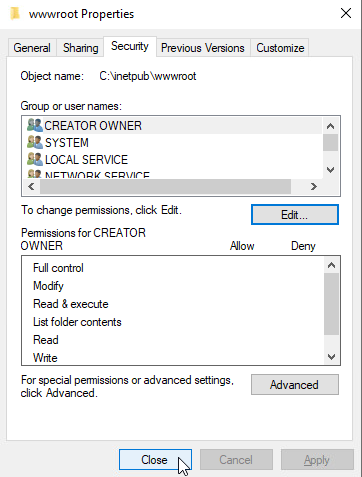 wwwroot Properties
General Sharing Security Previous Versions Customize
Object name: C:\inetpub\wwwroot
Group or user names:
CREATOR OWNER
SYSTEM
LOCAL SERVICE
NETWORK SERVICE
To change permissions, click Edit.
Edit...
Permissions for CREATOR
OWNER Allow Deny
Full control
Modify
Read & execute
List folder contents
Read
Write
For special permissions or advanced settings,
click Advanced.
Advanced
Close Cancel Apply